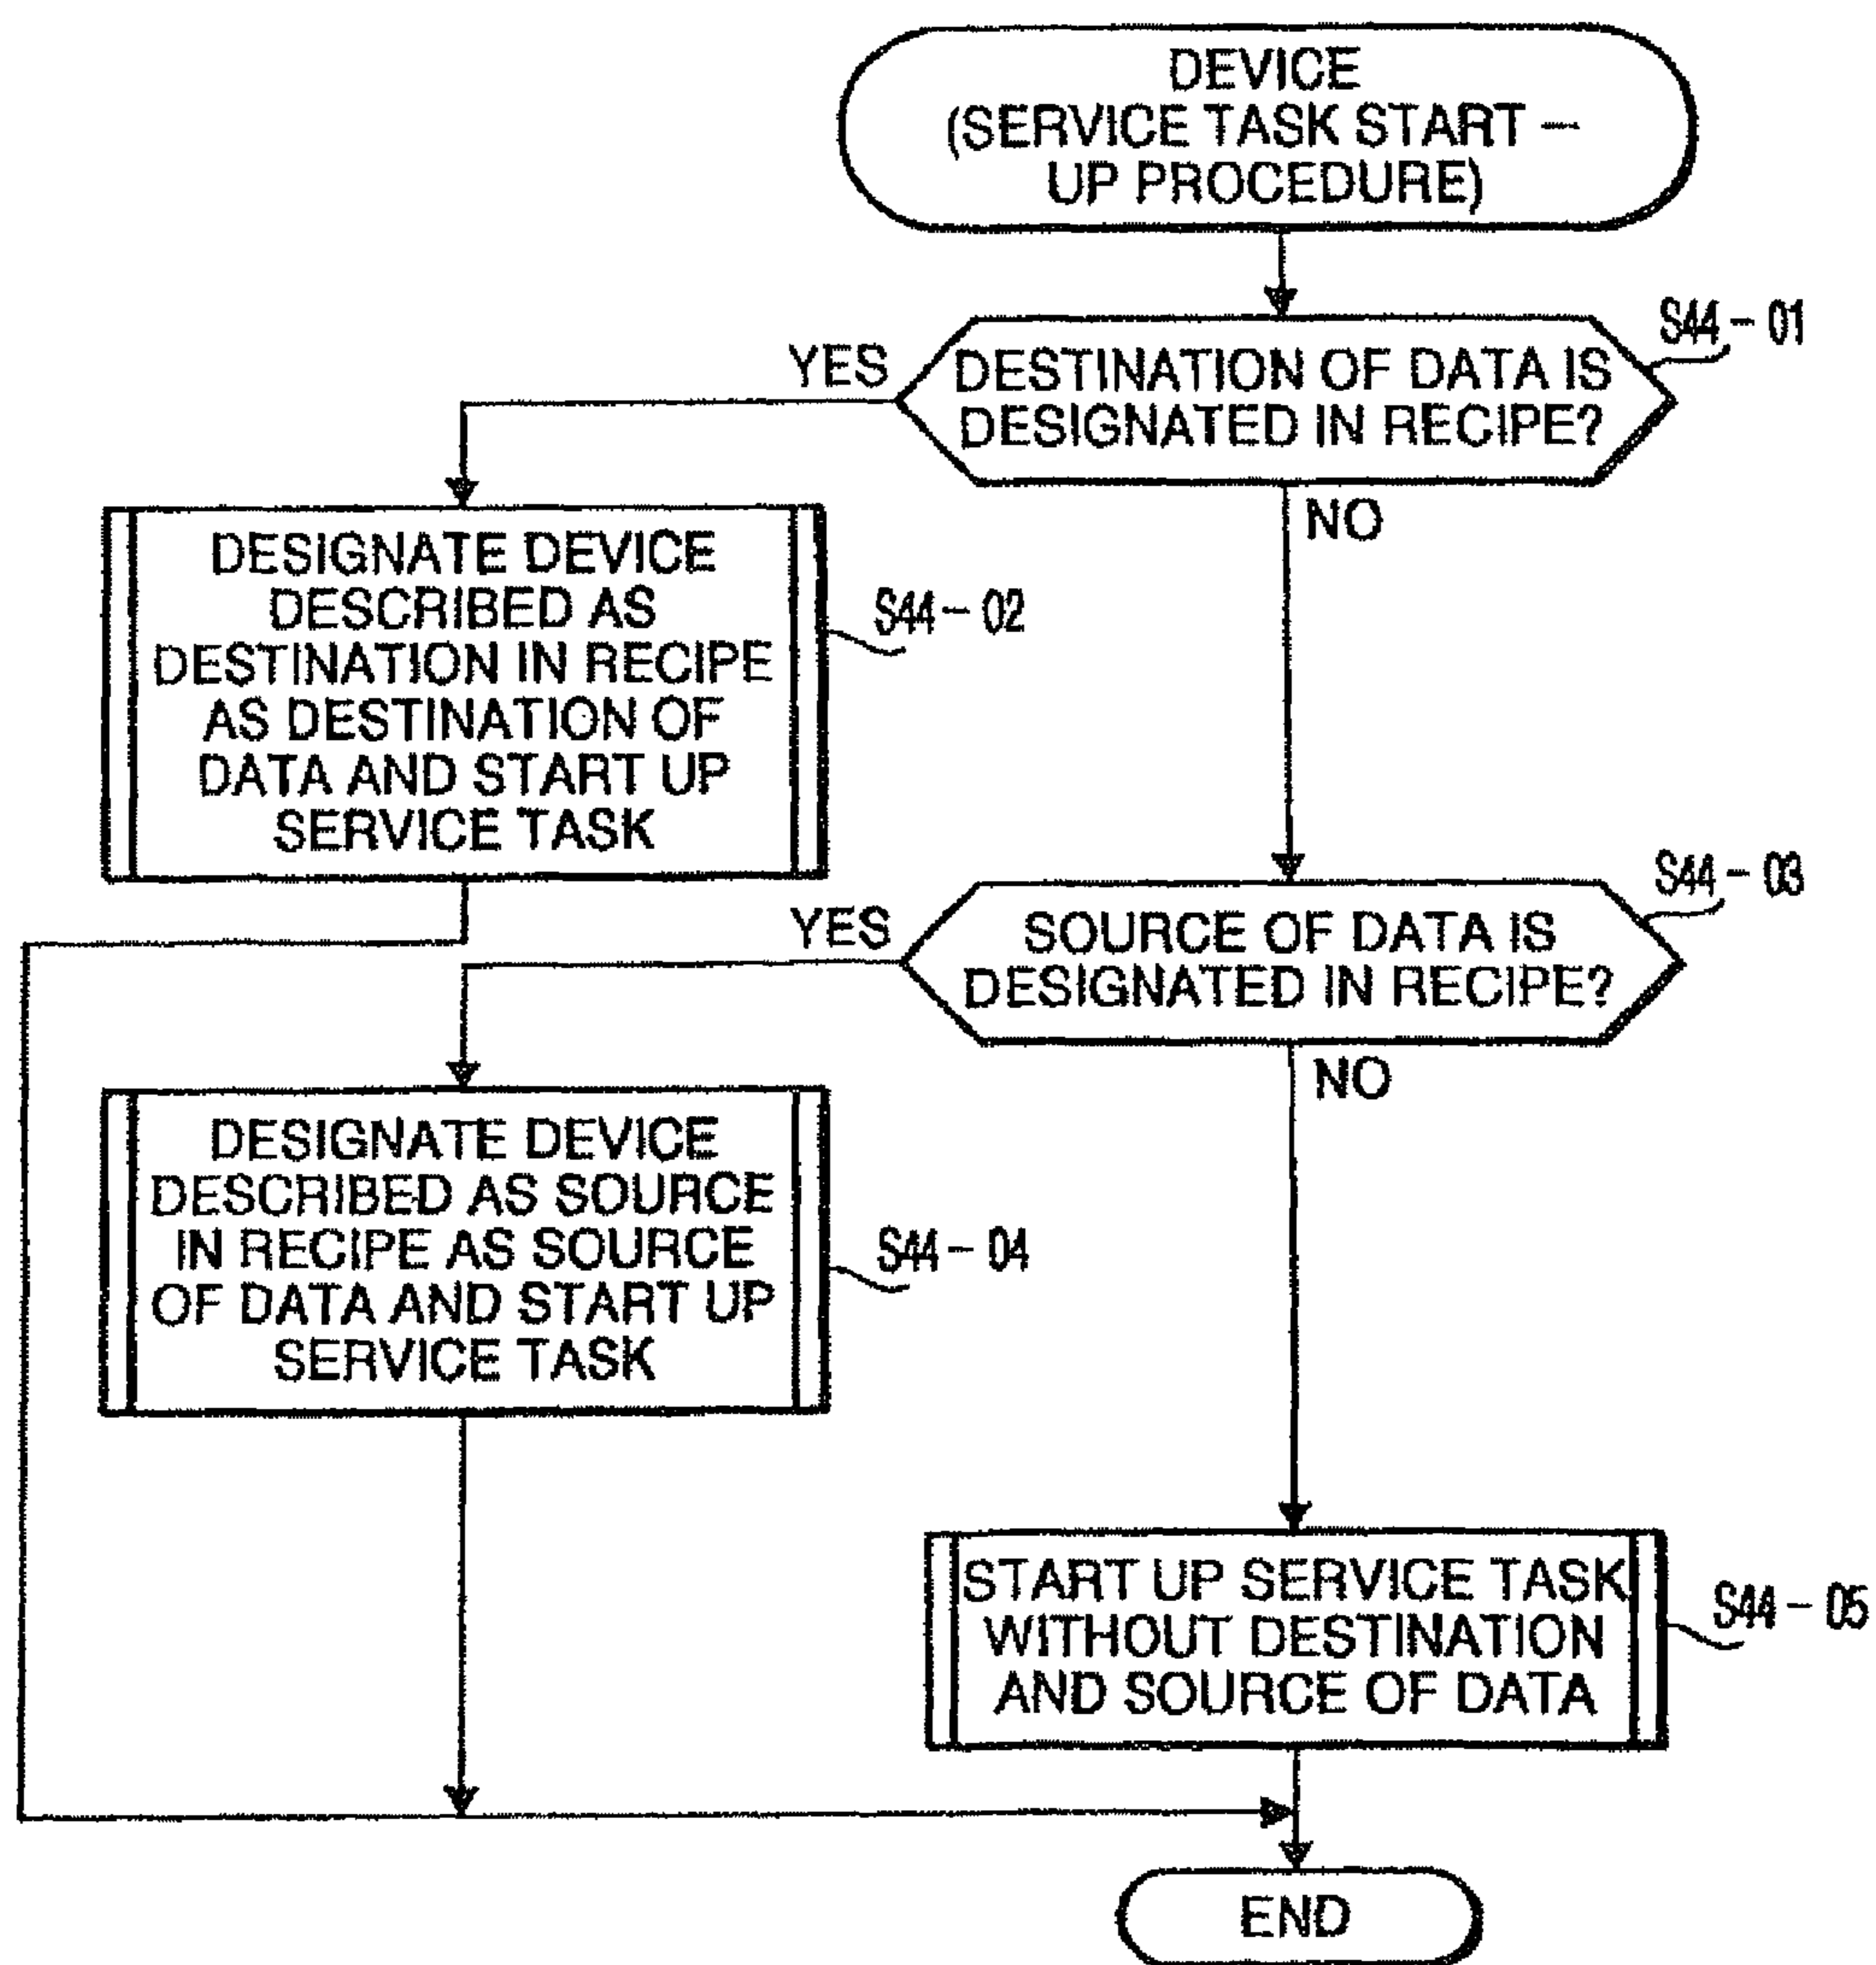 DEVICE
(SERVICE TASK START –
UP PROCEDURE)
S44 – 01
YES
DESTINATION OF DATA IS
DESIGNATED IN RECIPE?
NO
DESIGNATE DEVICE
DESCRIBED AS
DESTINATION IN RECIPE
AS DESTINATION OF
DATA AND START UP
SERVICE TASK
S44 – 02
S44 – 03
YES
SOURCE OF DATA IS
DESIGNATED IN RECIPE?
NO
DESIGNATE DEVICE
DESCRIBED AS SOURCE
IN RECIPE AS SOURCE
OF DATA AND START UP
SERVICE TASK
S44 – 04
START UP SERVICE TASK
WITHOUT DESTINATION
AND SOURCE OF DATA
S44 – 05
END